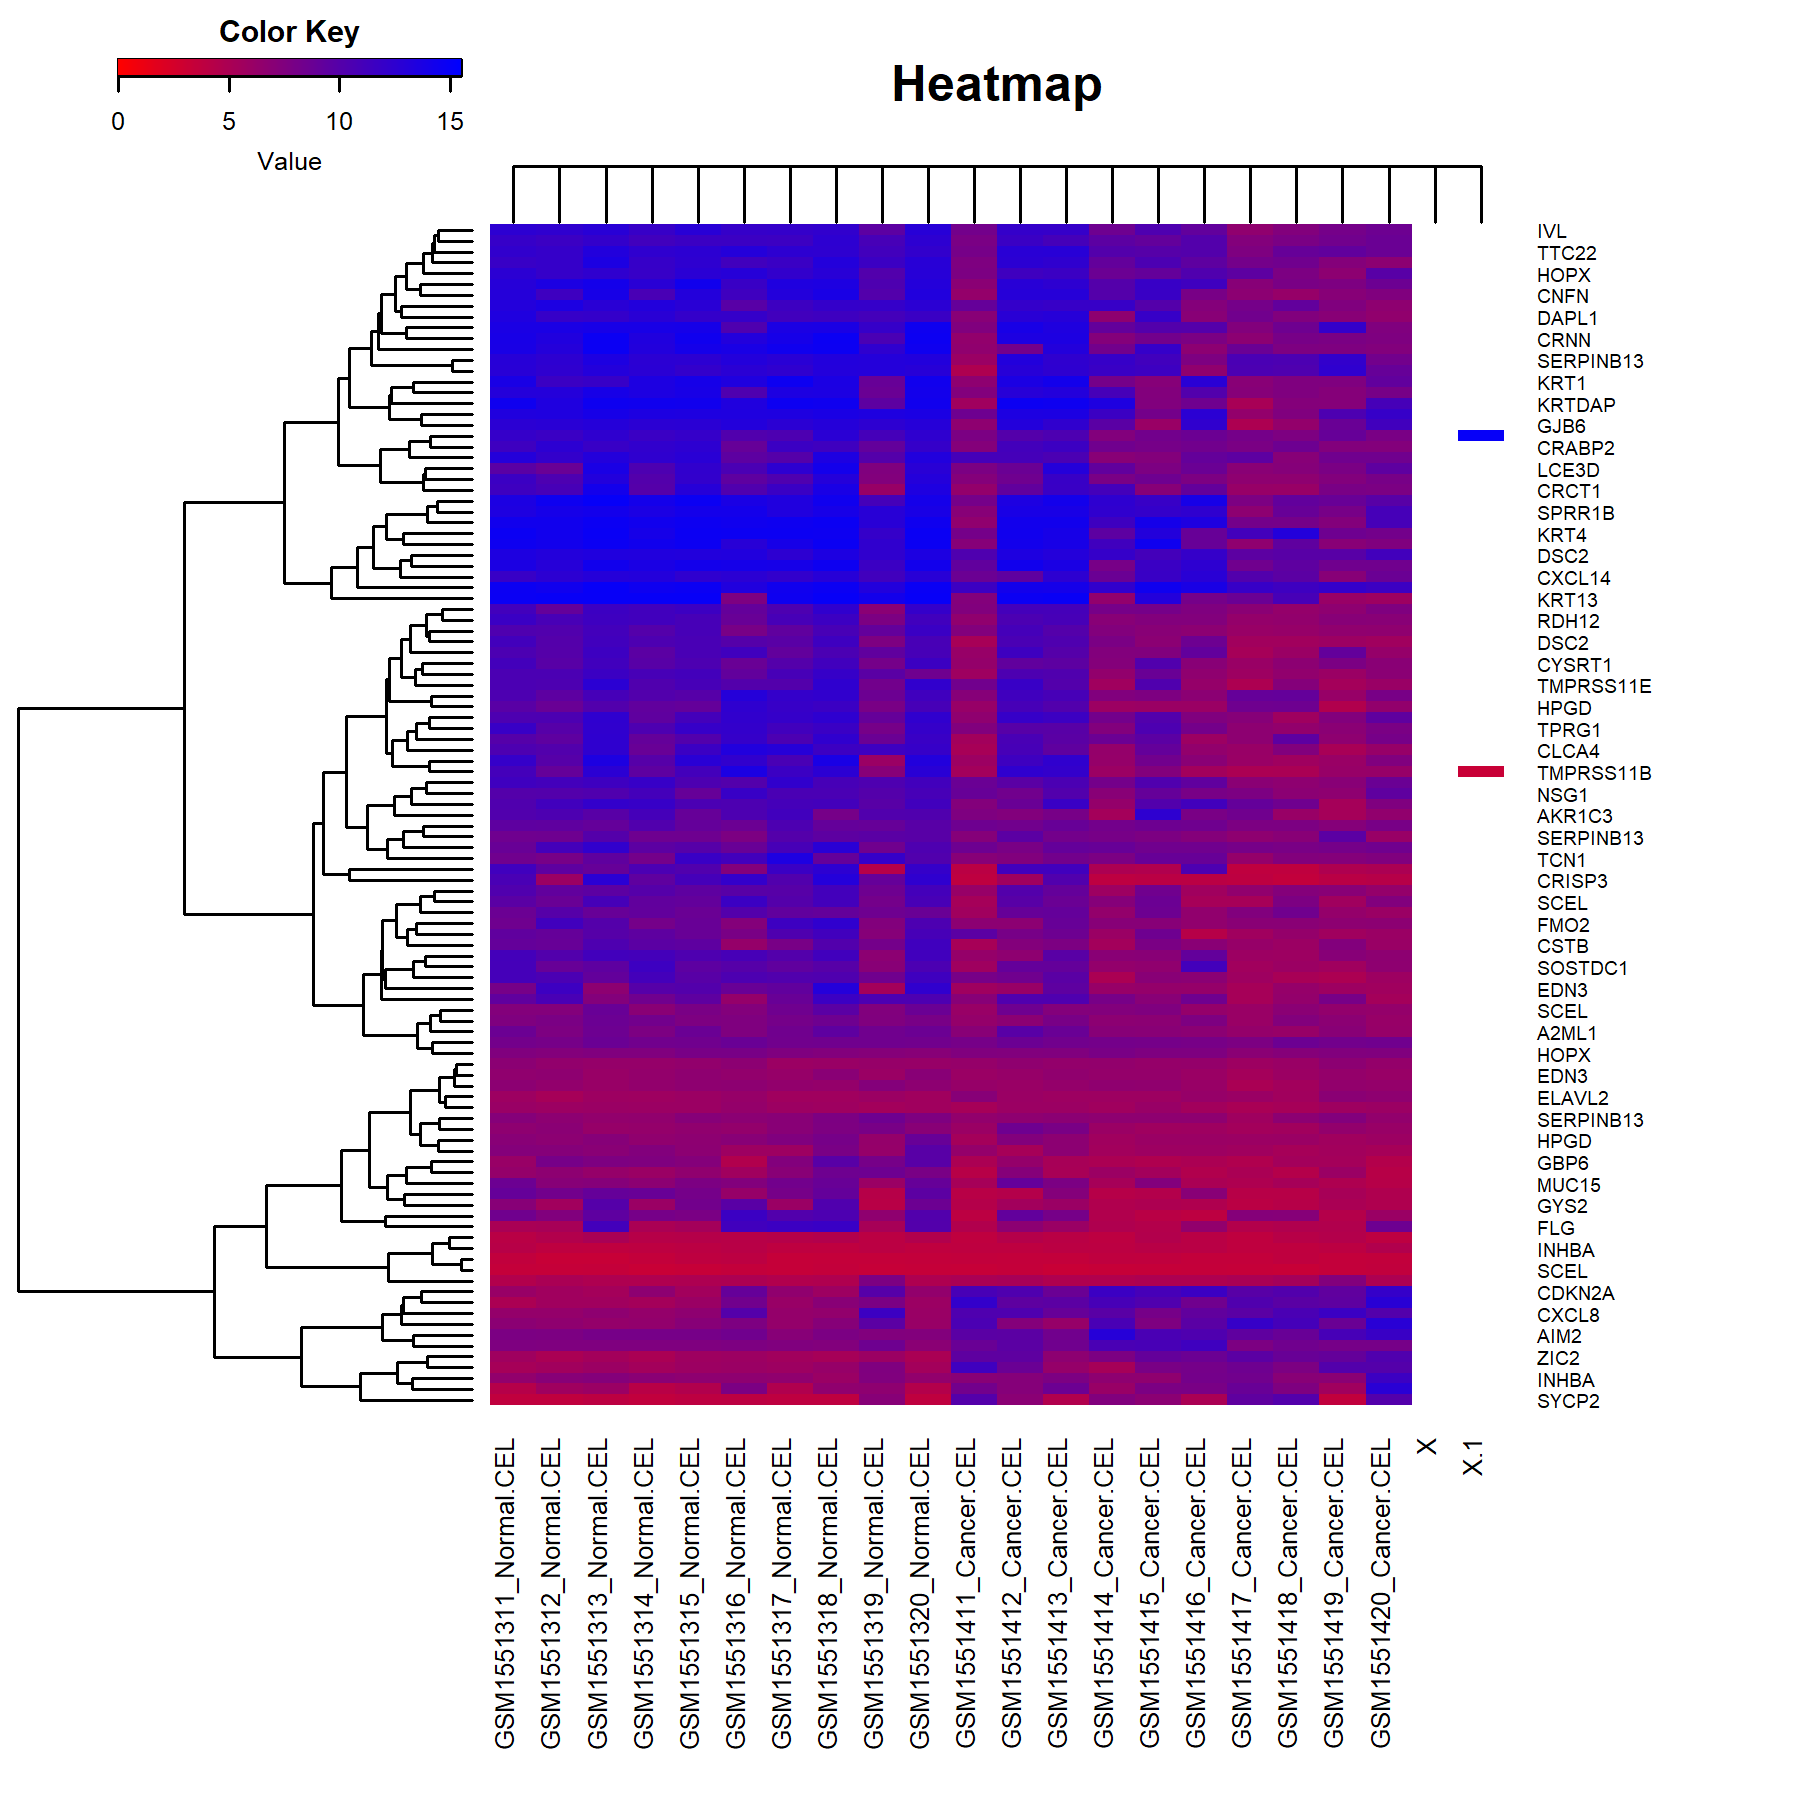 Color Key
0 5 10 15
Value
Heatmap
IVL
TTC22
HOPX
CNFN
DAPL1
CRNN
SERPINB13
KRT1
KRTDAP
GJB6
CRABP2
LCE3D
CRCT1
SPRR1B
KRT4
DSC2
CXCL14
KRT13
RDH12
DSC2
CYSRT1
TMPRSS11E
HPGD
TPRG1
CLCA4
TMPRSS11B
NSG1
AKR1C3
SERPINB13
TCN1
CRISP3
SCEL
FMO2
CSTB
SOSTDC1
EDN3
SCEL
A2ML1
HOPX
EDN3
ELAVL2
SERPINB13
HPGD
GBP6
MUC15
GYS2
FLG
INHBA
SCEL
CDKN2A
CXCL8
AIM2
ZIC2
INHBA
SYCP2
GSM1551311_Normal.CEL
GSM1551312_Normal.CEL
GSM1551313_Normal.CEL
GSM1551314_Normal.CEL
GSM1551315_Normal.CEL
GSM1551316_Normal.CEL
GSM1551317_Normal.CEL
GSM1551318_Normal.CEL
GSM1551319_Normal.CEL
GSM1551320_Normal.CEL
GSM1551411_Cancer.CEL
GSM1551412_Cancer.CEL
GSM1551413_Cancer.CEL
GSM1551414_Cancer.CEL
GSM1551415_Cancer.CEL
GSM1551416_Cancer.CEL
GSM1551417_Cancer.CEL
GSM1551418_Cancer.CEL
GSM1551419_Cancer.CEL
GSM1551420_Cancer.CEL
X
X.1